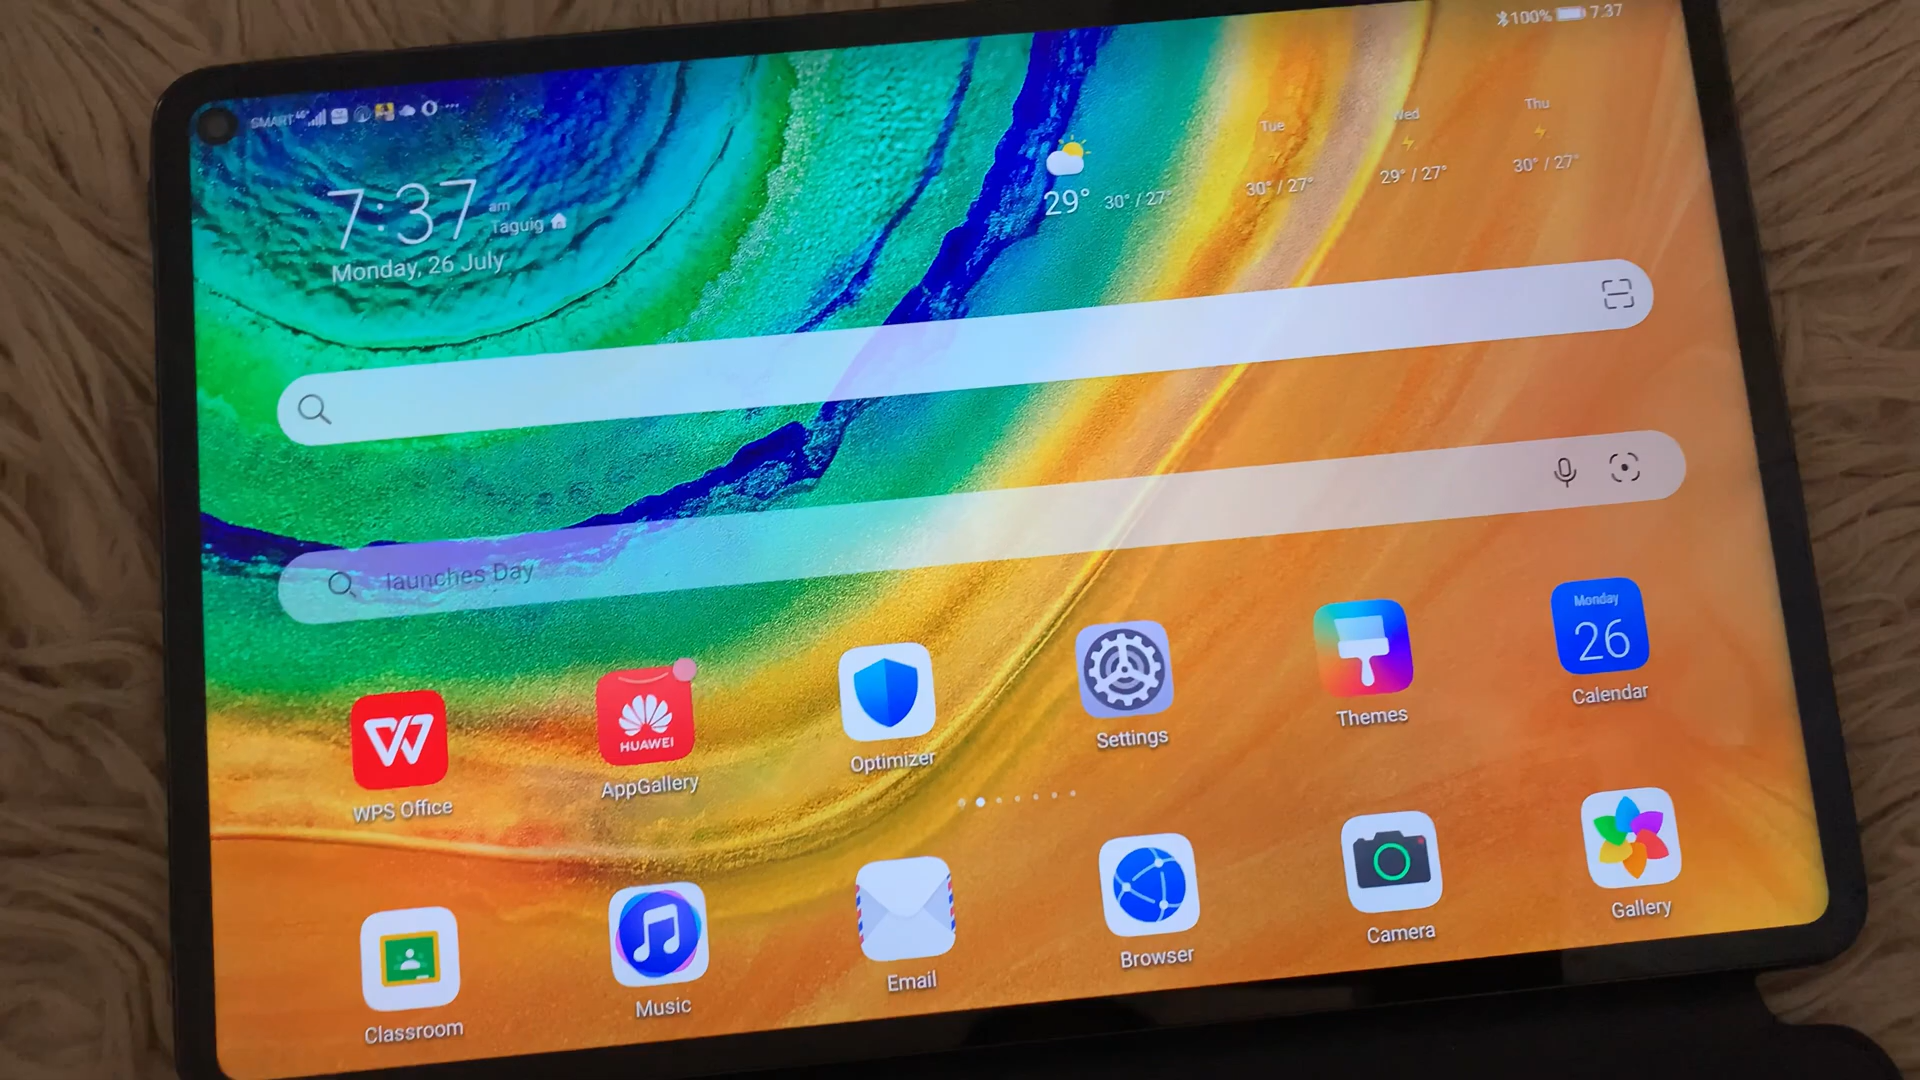 SMART 4G
100% 7.37
7:37 am
Taguig
Monday, 26 July
29° 30° / 27°
Tue
30° / 27°
Wed
29° / 27°
Thu
30° / 27°
launches Day
WPS Office
HUAWEI
AppGallery
Optimizer
Settings
Themes
Monday
26
Calendar
Classroom
Music
Email
Browser
Camera
Gallery